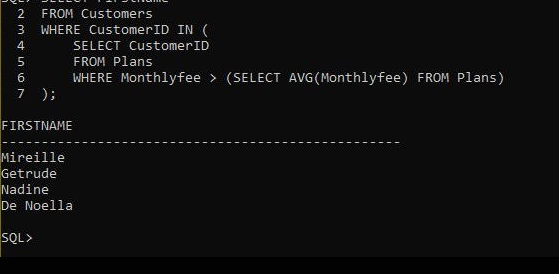 SQL> SELECT FirstName
2 FROM Customers
3 WHERE CustomerID IN (
4 SELECT CustomerID
5 FROM Plans
6 WHERE Monthlyfee > (SELECT AVG(Monthlyfee) FROM Plans)
7 );
FIRSTNAME
--------------------------------------------------
Mireille
Getrude
Nadine
De Noella
SQL>